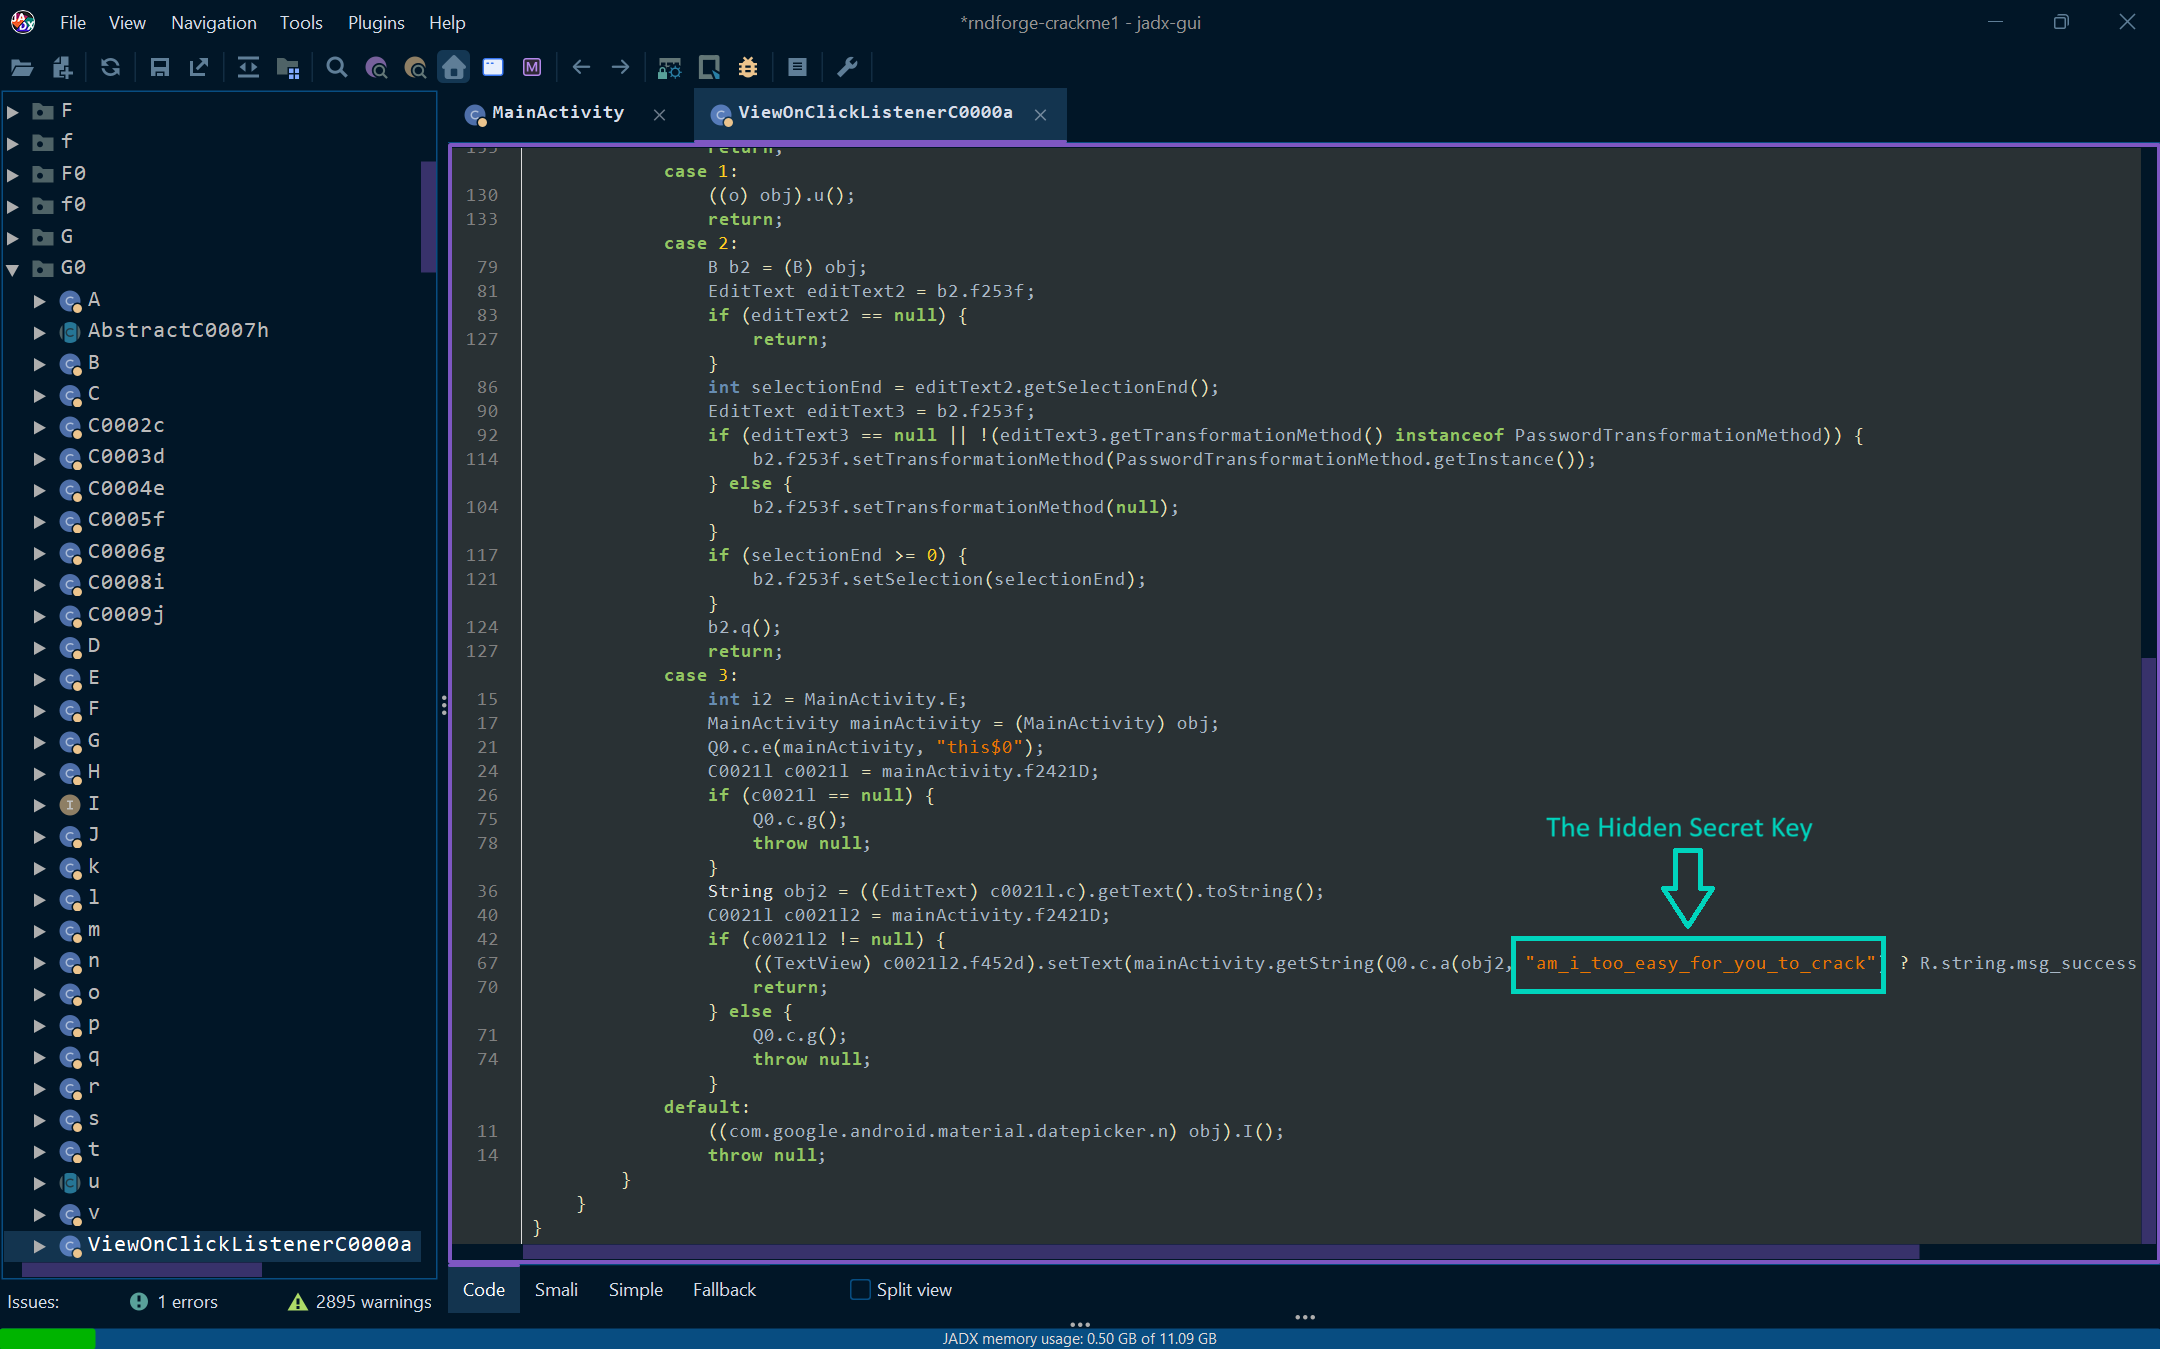 File View Navigation Tools Plugins Help
*rndforge-crackme1 - jadx-gui
F
f
F0
f0
G
G0
A
AbstractC0007h
B
C
C0002c
C0003d
C0004e
C0005f
C0006g
C0008i
C0009j
D
E
F
G
H
I
J
k
l
m
n
o
p
q
r
s
t
u
v
ViewOnClickListenerC0000a
Issues: 1 errors 2895 warnings
MainActivity
ViewOnClickListenerC0000a
return;
case 1:
130 ((o) obj).u();
133 return;
case 2:
79 B b2 = (B) obj;
81 EditText editText2 = b2.f253f;
83 if (editText2 == null) {
127 return;
}
86 int selectionEnd = editText2.getSelectionEnd();
90 EditText editText3 = b2.f253f;
92 if (editText3 == null || !(editText3.getTransformationMethod() instanceof PasswordTransformationMethod)) {
114 b2.f253f.setTransformationMethod(PasswordTransformationMethod.getInstance());
} else {
104 b2.f253f.setTransformationMethod(null);
}
117 if (selectionEnd >= 0) {
121 b2.f253f.setSelection(selectionEnd);
}
124 b2.q();
127 return;
case 3:
15 int i2 = MainActivity.E;
17 MainActivity mainActivity = (MainActivity) obj;
21 Q0.c.e(mainActivity, "this$0");
24 C0021l c0021l = mainActivity.f2421D;
26 if (c0021l == null) {
75 Q0.c.g();
78 throw null;
}
The Hidden Secret Key
36 String obj2 = ((EditText) c0021l.c).getText().toString();
40 C0021l c0021l2 = mainActivity.f2421D;
42 if (c0021l2 != null) {
67 ((TextView) c0021l2.f452d).setText(mainActivity.getString(Q0.c.a(obj2, "am_i_too_easy_for_you_to_crack") ? R.string.msg_success
70 return;
} else {
71 Q0.c.g();
74 throw null;
}
default:
11 ((com.google.android.material.datepicker.n) obj).I();
14 throw null;
}
}
}
Code Smali Simple Fallback Split view
JADX memory usage: 0.50 GB of 11.09 GB